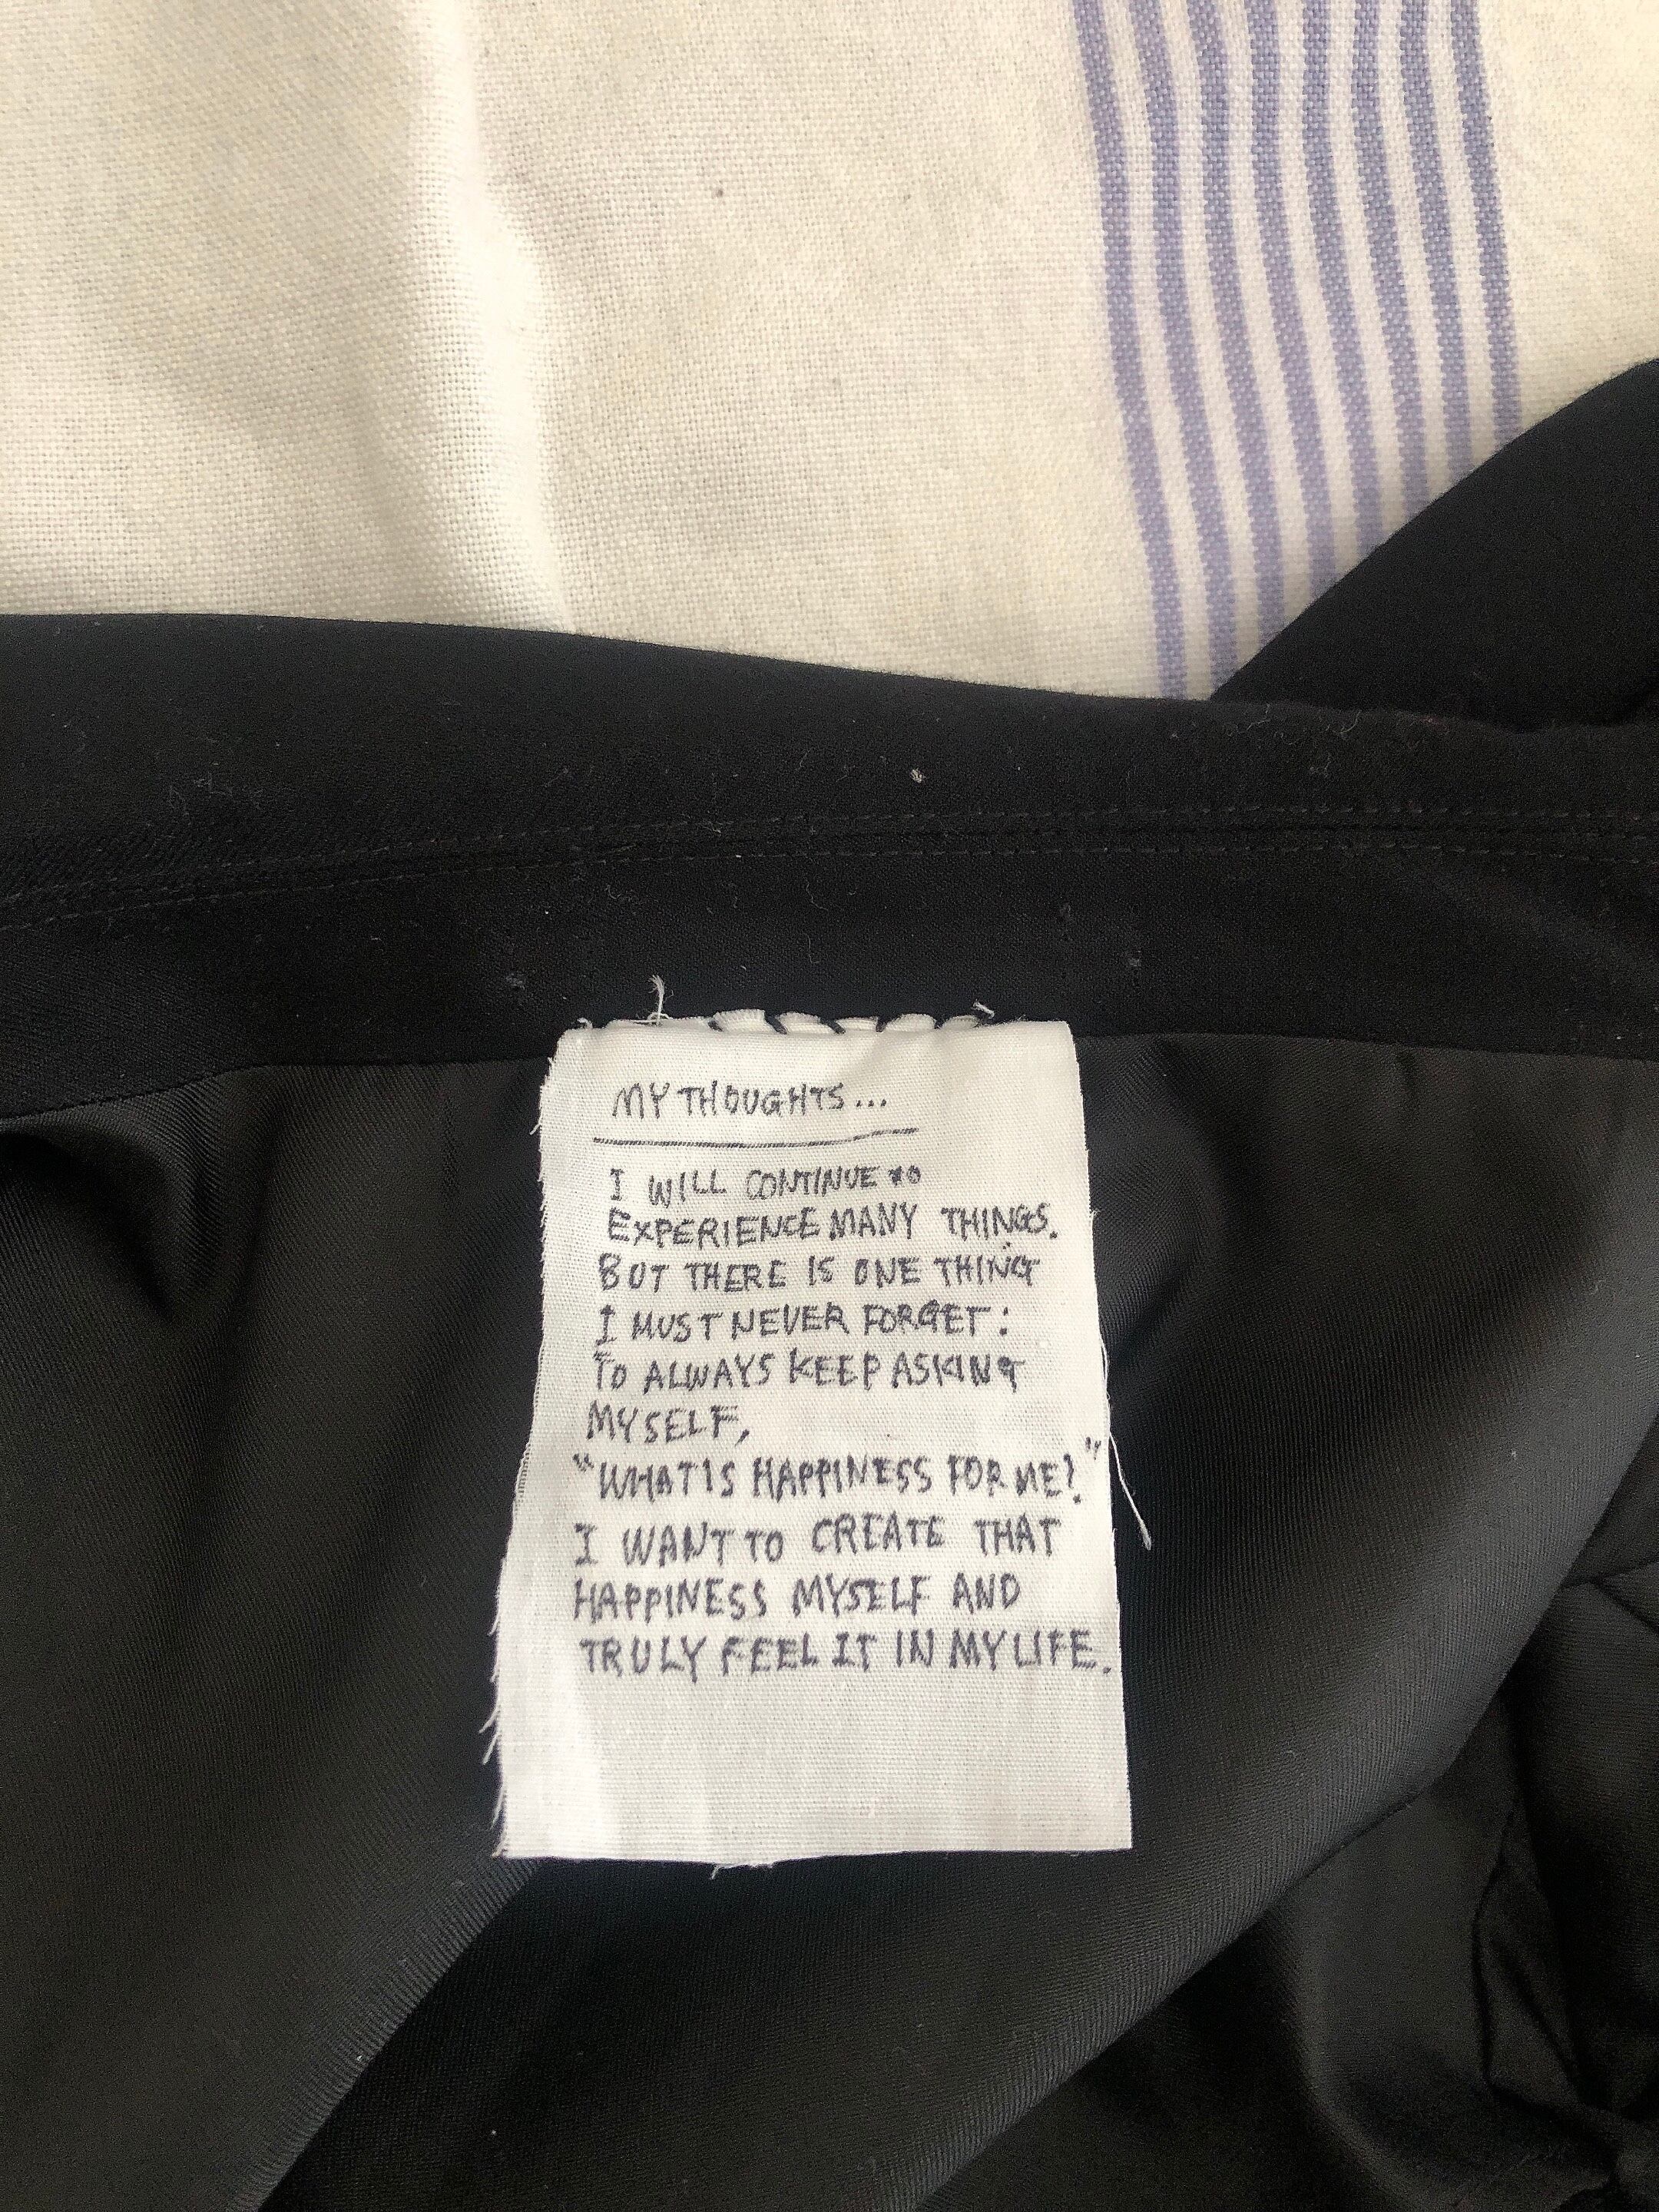 MY THOUGHTS...
I WILL CONTINUE TO
EXPERIENCE MANY THINGS.
BUT THERE IS ONE THING
I MUST NEVER FORGET:
TO ALWAYS KEEP ASKING
MYSELF,
"WHAT IS HAPPINESS FOR ME?"
I WANT TO CREATE THAT
HAPPINESS MYSELF AND
TRULY FEEL IT IN MY LIFE.